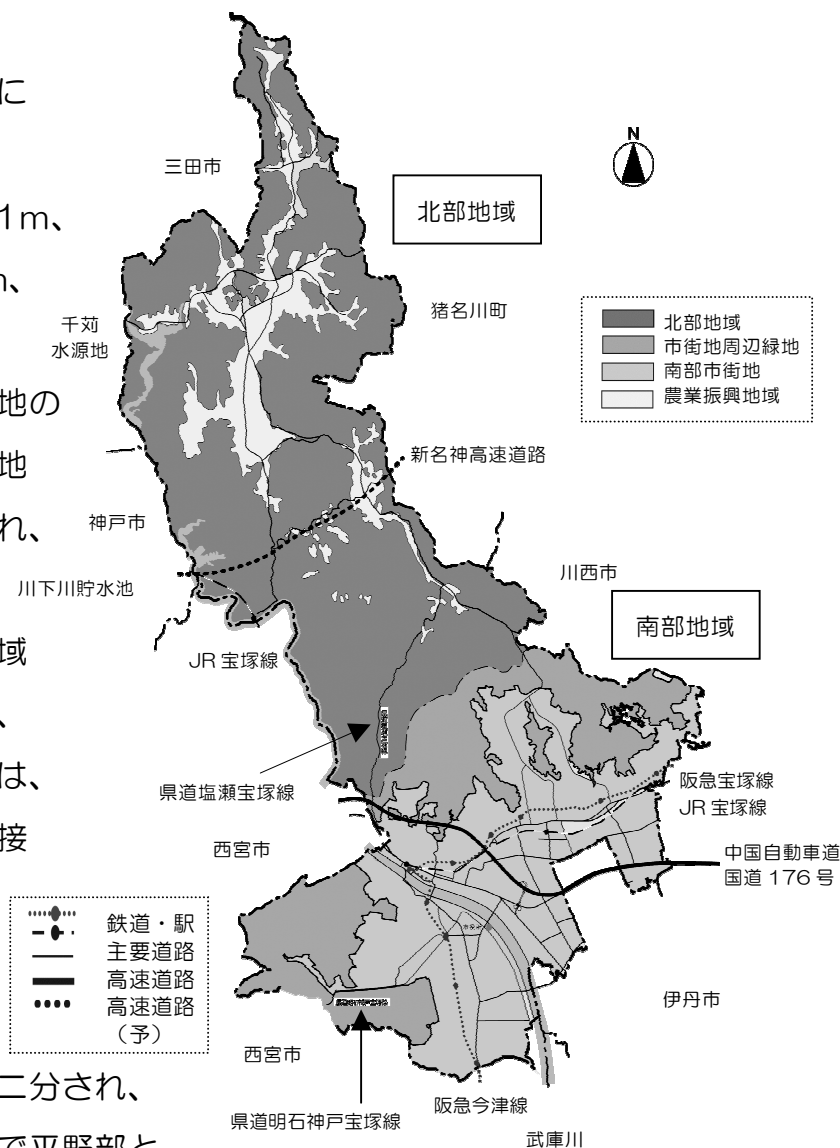 に
1m、
m、
地の
地
れ、
域
、
は、
接
二分され、
で平野部と
N
三田市
北部地域
千苅
水源地
猪名川町
北部地域
市街地周辺緑地
南部市街地
農業振興地域
新名神高速道路
神戸市
川下川貯水池
川西市
南部地域
JR 宝塚線
県道塩瀬宝塚線
阪急宝塚線
JR 宝塚線
西宮市
中国自動車道
国道 176 号
鉄道・駅
主要道路
高速道路
高速道路
(予)
市役所
伊丹市
西宮市
県道明石神戸宝塚線
阪急今津線
武庫川